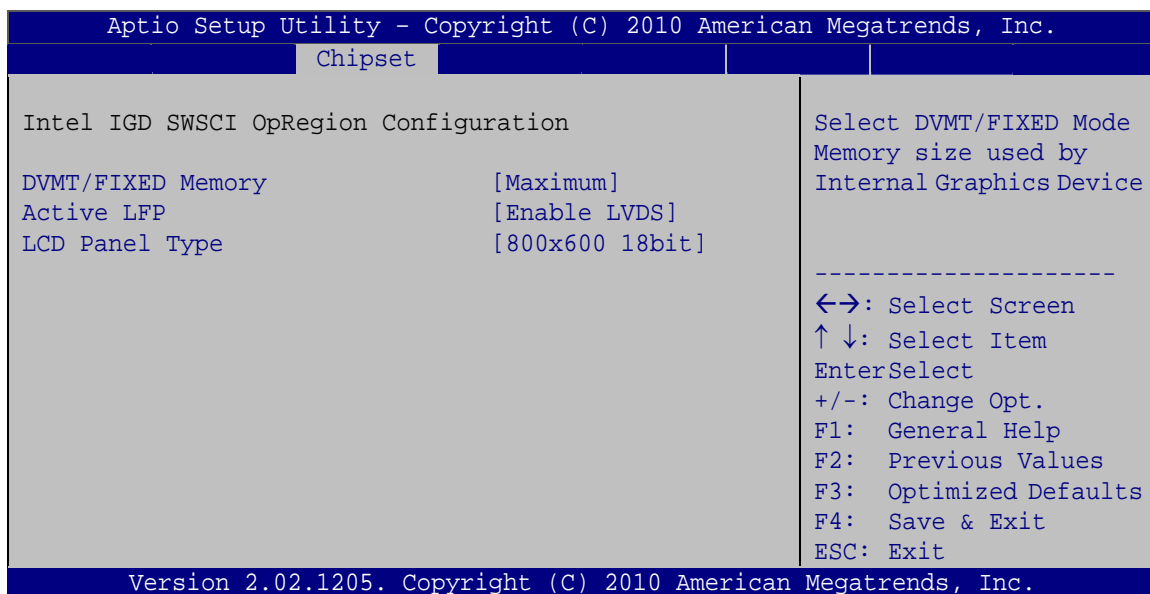 Aptio Setup Utility – Copyright (C) 2010 American Megatrends, Inc.
Chipset
Intel IGD SWSCI OpRegion Configuration
DVMT/FIXED Memory [Maximum]
Active LFP [Enable LVDS]
LCD Panel Type [800x600 18bit]
Select DVMT/FIXED Mode
Memory size used by
Internal Graphics Device
---------------------
←→: Select Screen
↑ ↓: Select Item
EnterSelect
+/-: Change Opt.
F1: General Help
F2: Previous Values
F3: Optimized Defaults
F4: Save & Exit
ESC: Exit
Version 2.02.1205. Copyright (C) 2010 American Megatrends, Inc.